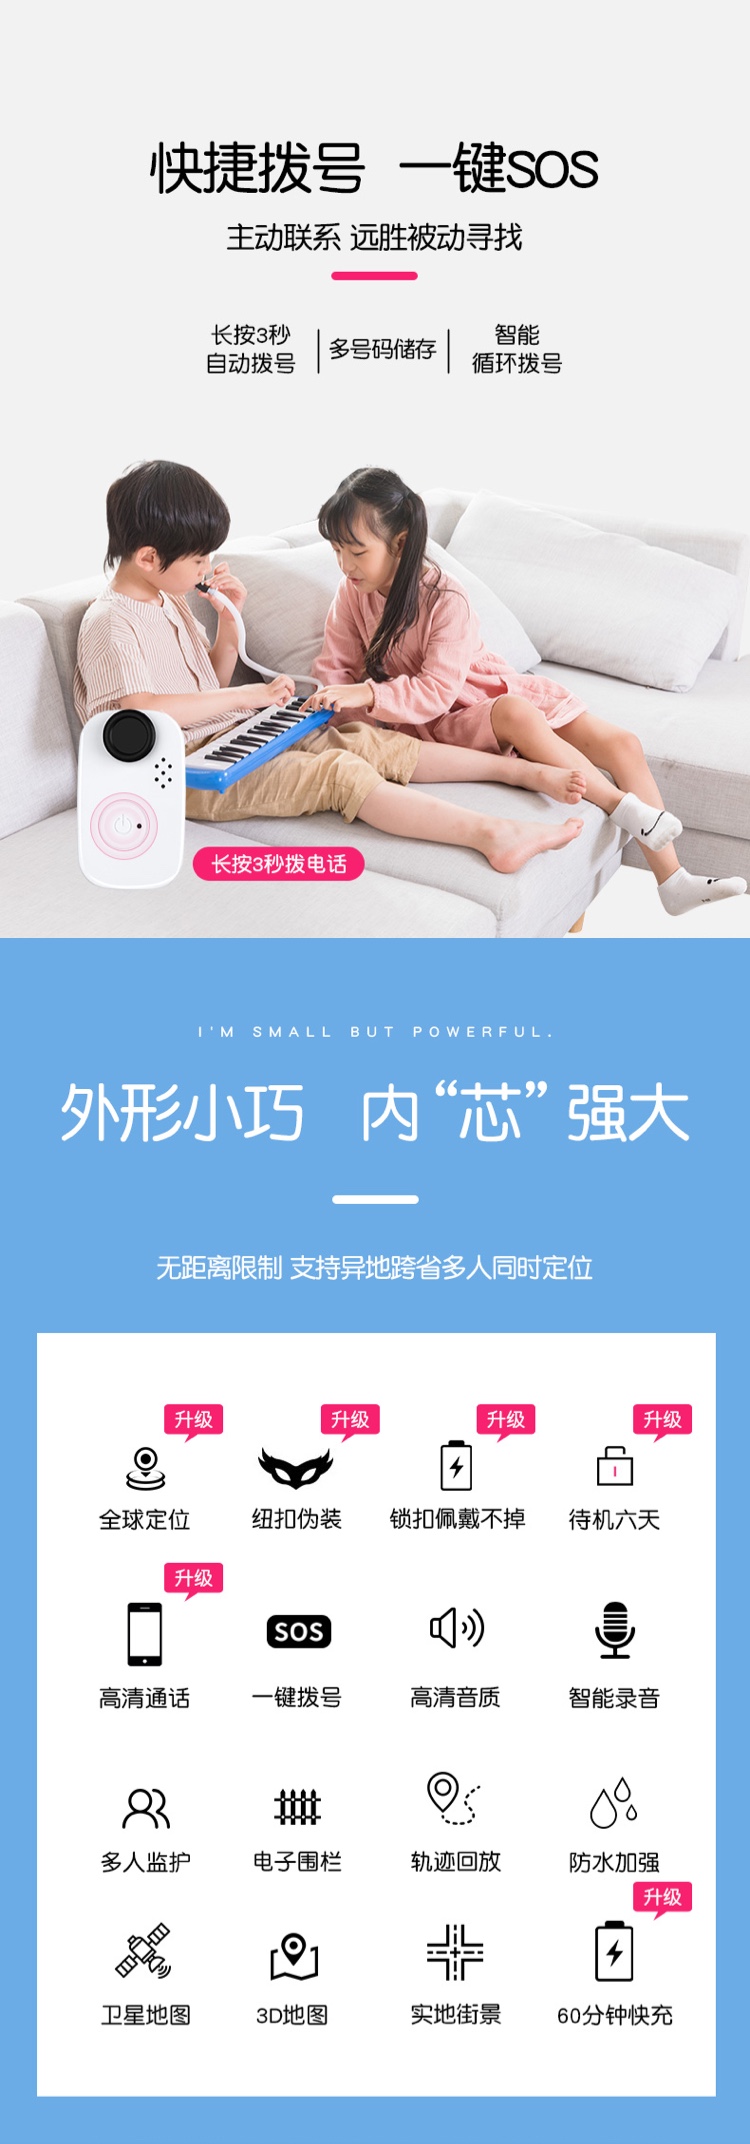 快捷拨号 一键SOS
主动联系 远胜被动寻找
长按3秒
自动拨号
多号码储存
智能
循环拨号
长按3秒拨电话
I'M SMALL BUT POWERFUL.
外形小巧 内“芯”强大
无距离限制 支持异地跨省多人同时定位
升级 升级 升级 升级
全球定位 纽扣伪装 锁扣佩戴不掉 待机六天
升级
SOS
高清通话 一键拨号 高清音质 智能录音
多人监护 电子围栏 轨迹回放 防水加强
升级
卫星地图 3D地图 实地街景 60分钟快充